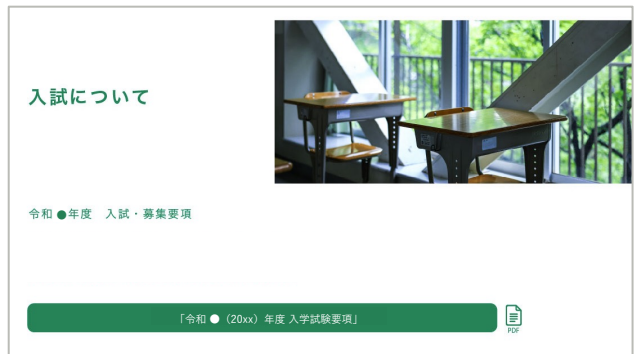 入試について
令和 ●年度　入試・募集要項
「令和 ●（20xx）年度 入学試験要項」
PDF